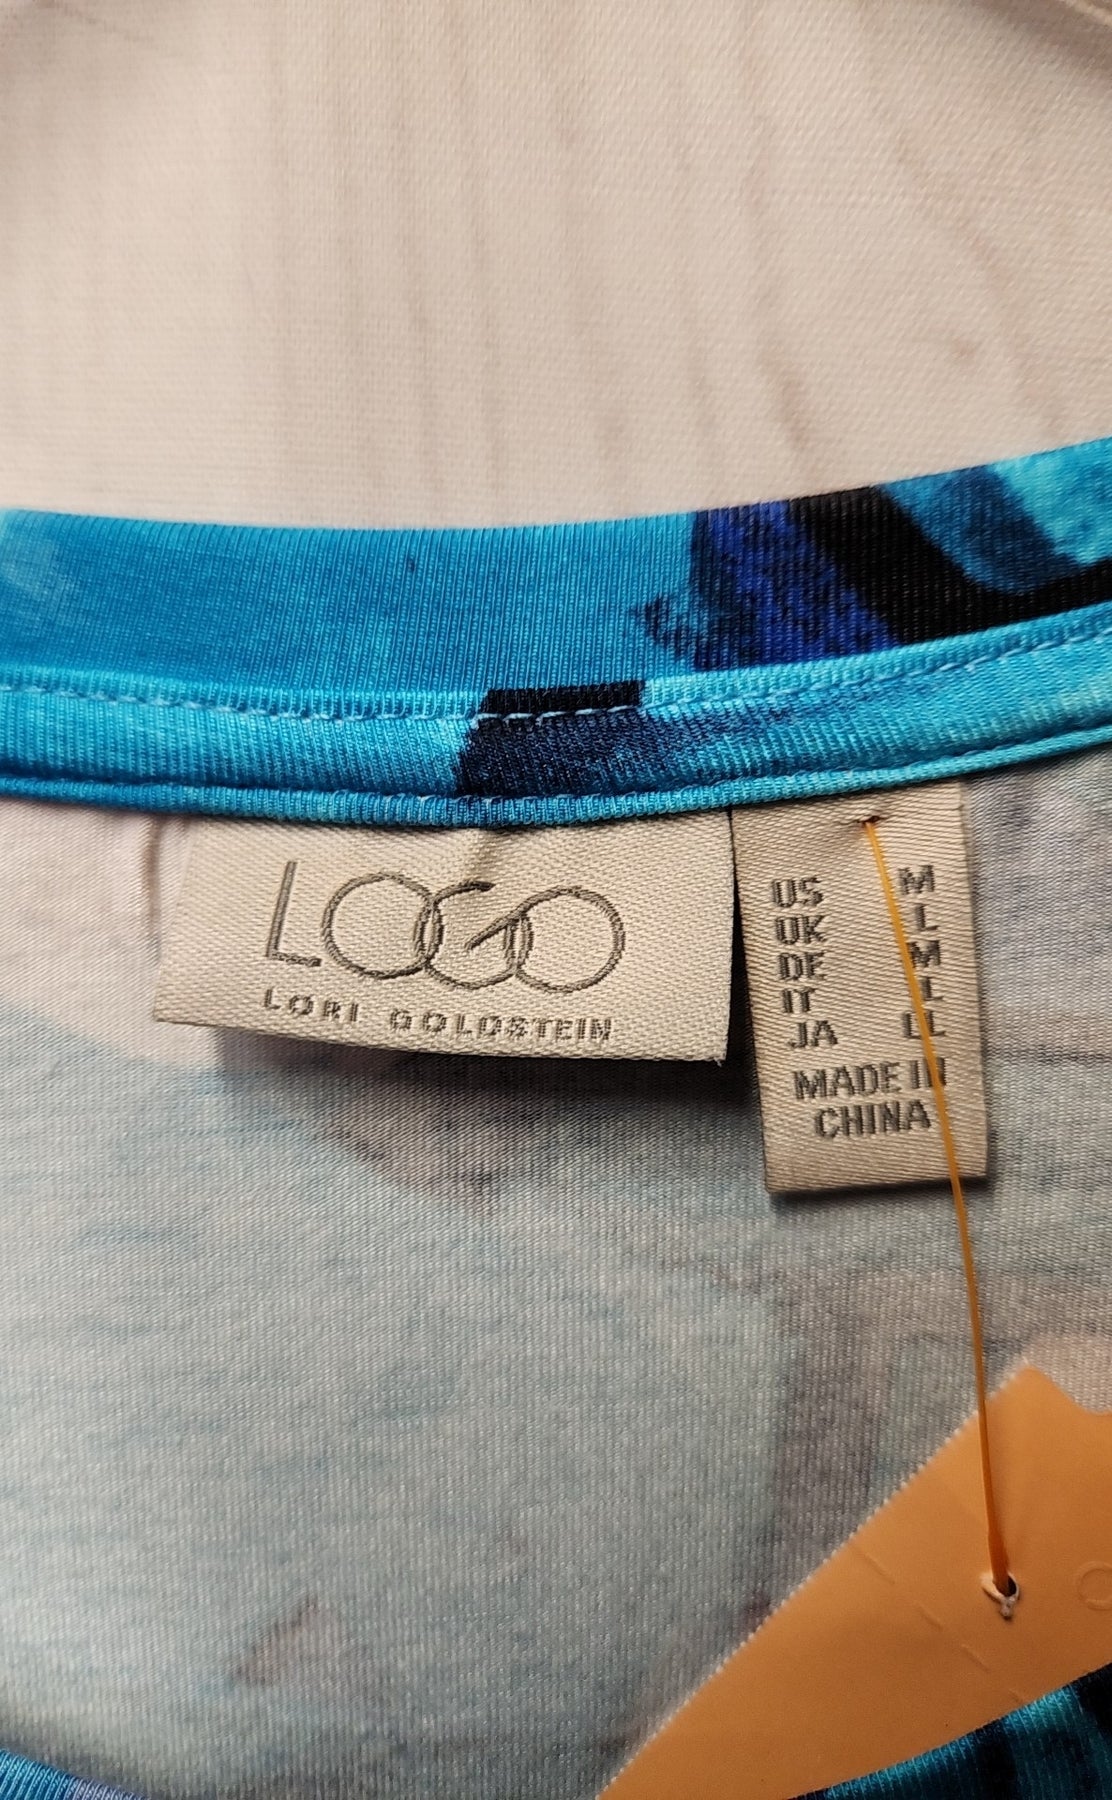 LOGO
LORI GOLDSTEIN
US M
UK L
DE M
IT L
JA LL
MADE IN
CHINA